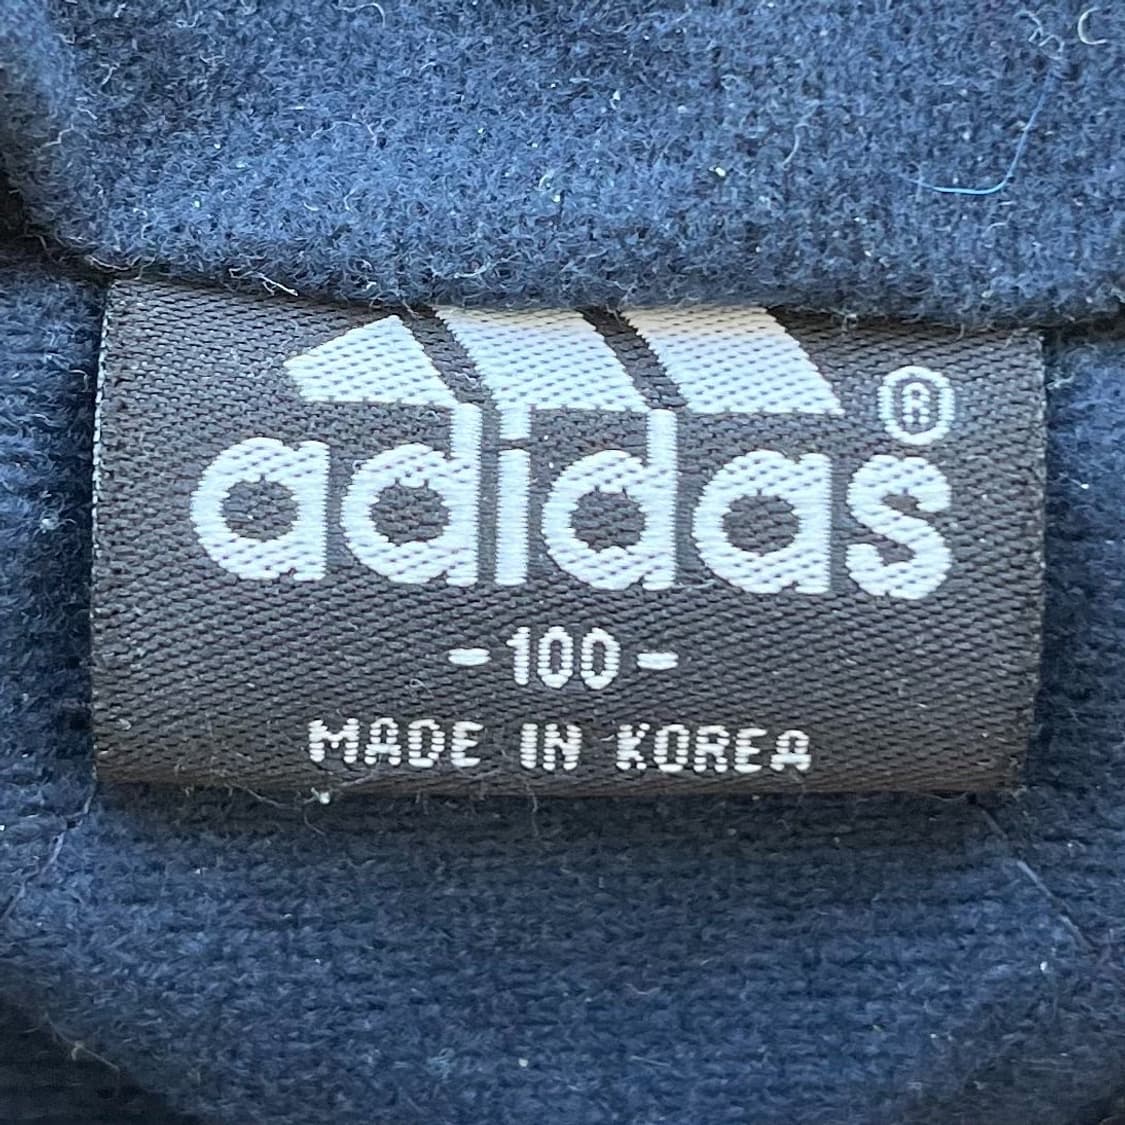 adidas®
-100-
MADE IN KOREA